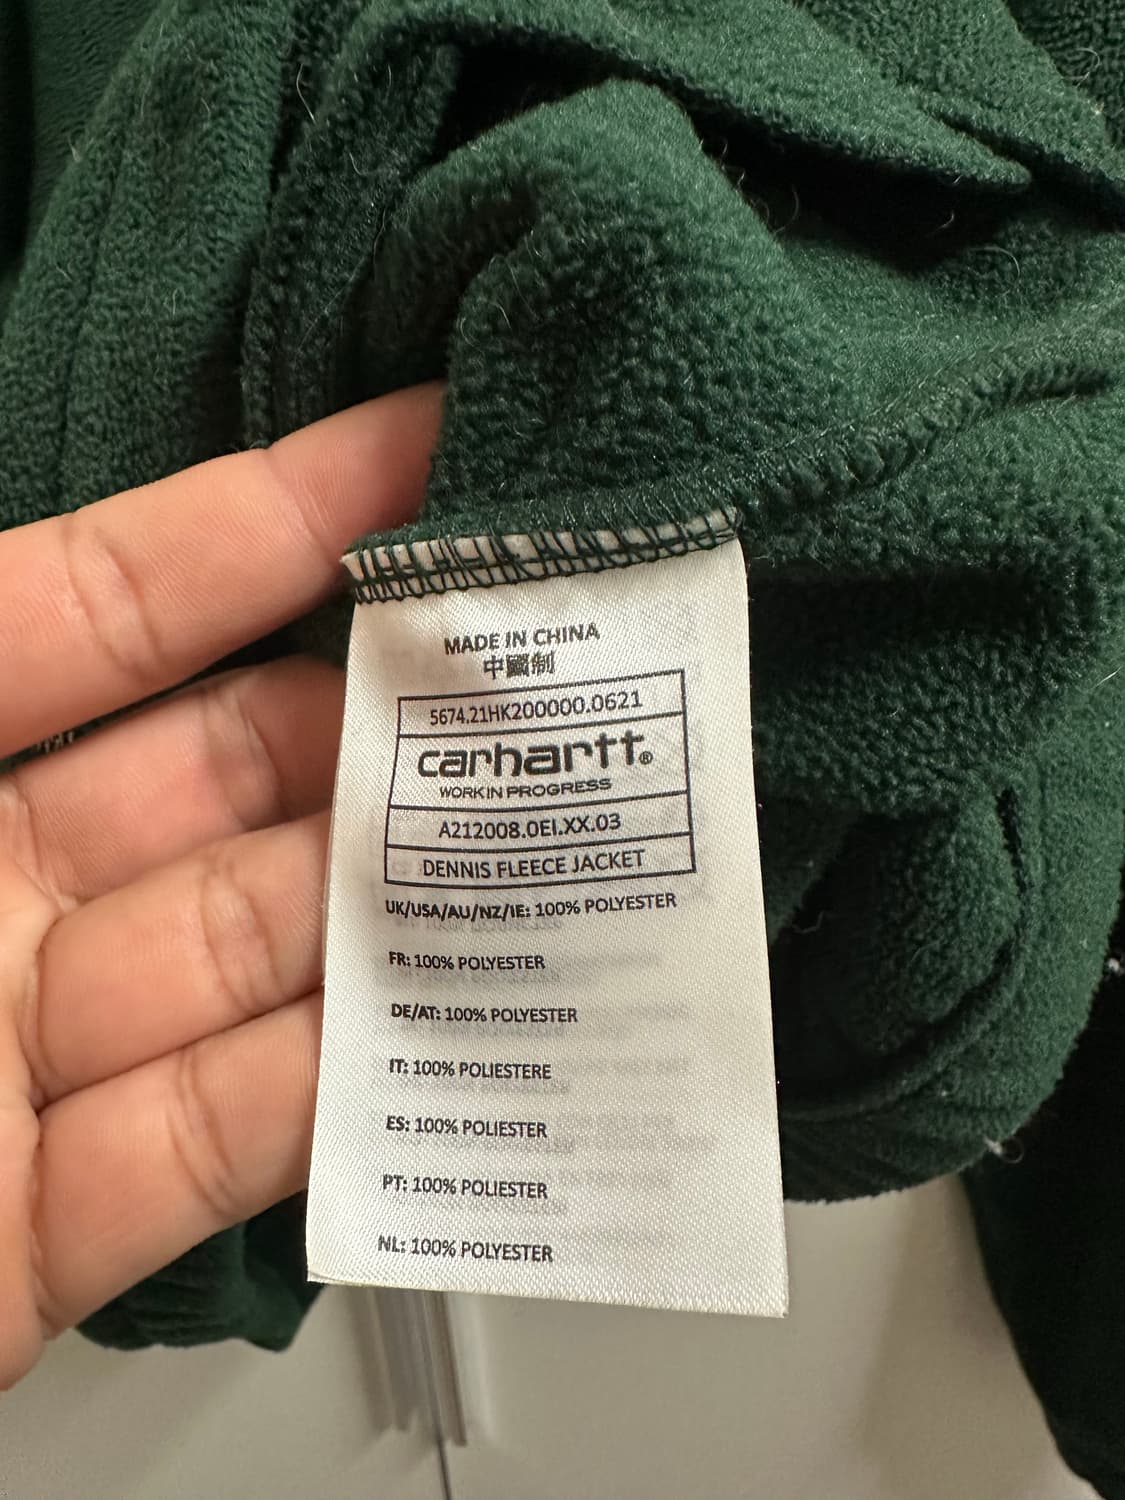 MADE IN CHINA
中國制
5674.21HK200000.0621
carhartt®
WORK IN PROGRESS
A212008.0EI.XX.03
DENNIS FLEECE JACKET
UK/USA/AU/NZ/IE: 100% POLYESTER
FR: 100% POLYESTER
DE/AT: 100% POLYESTER
IT: 100% POLIESTERE
ES: 100% POLIESTER
PT: 100% POLIESTER
NL: 100% POLYESTER